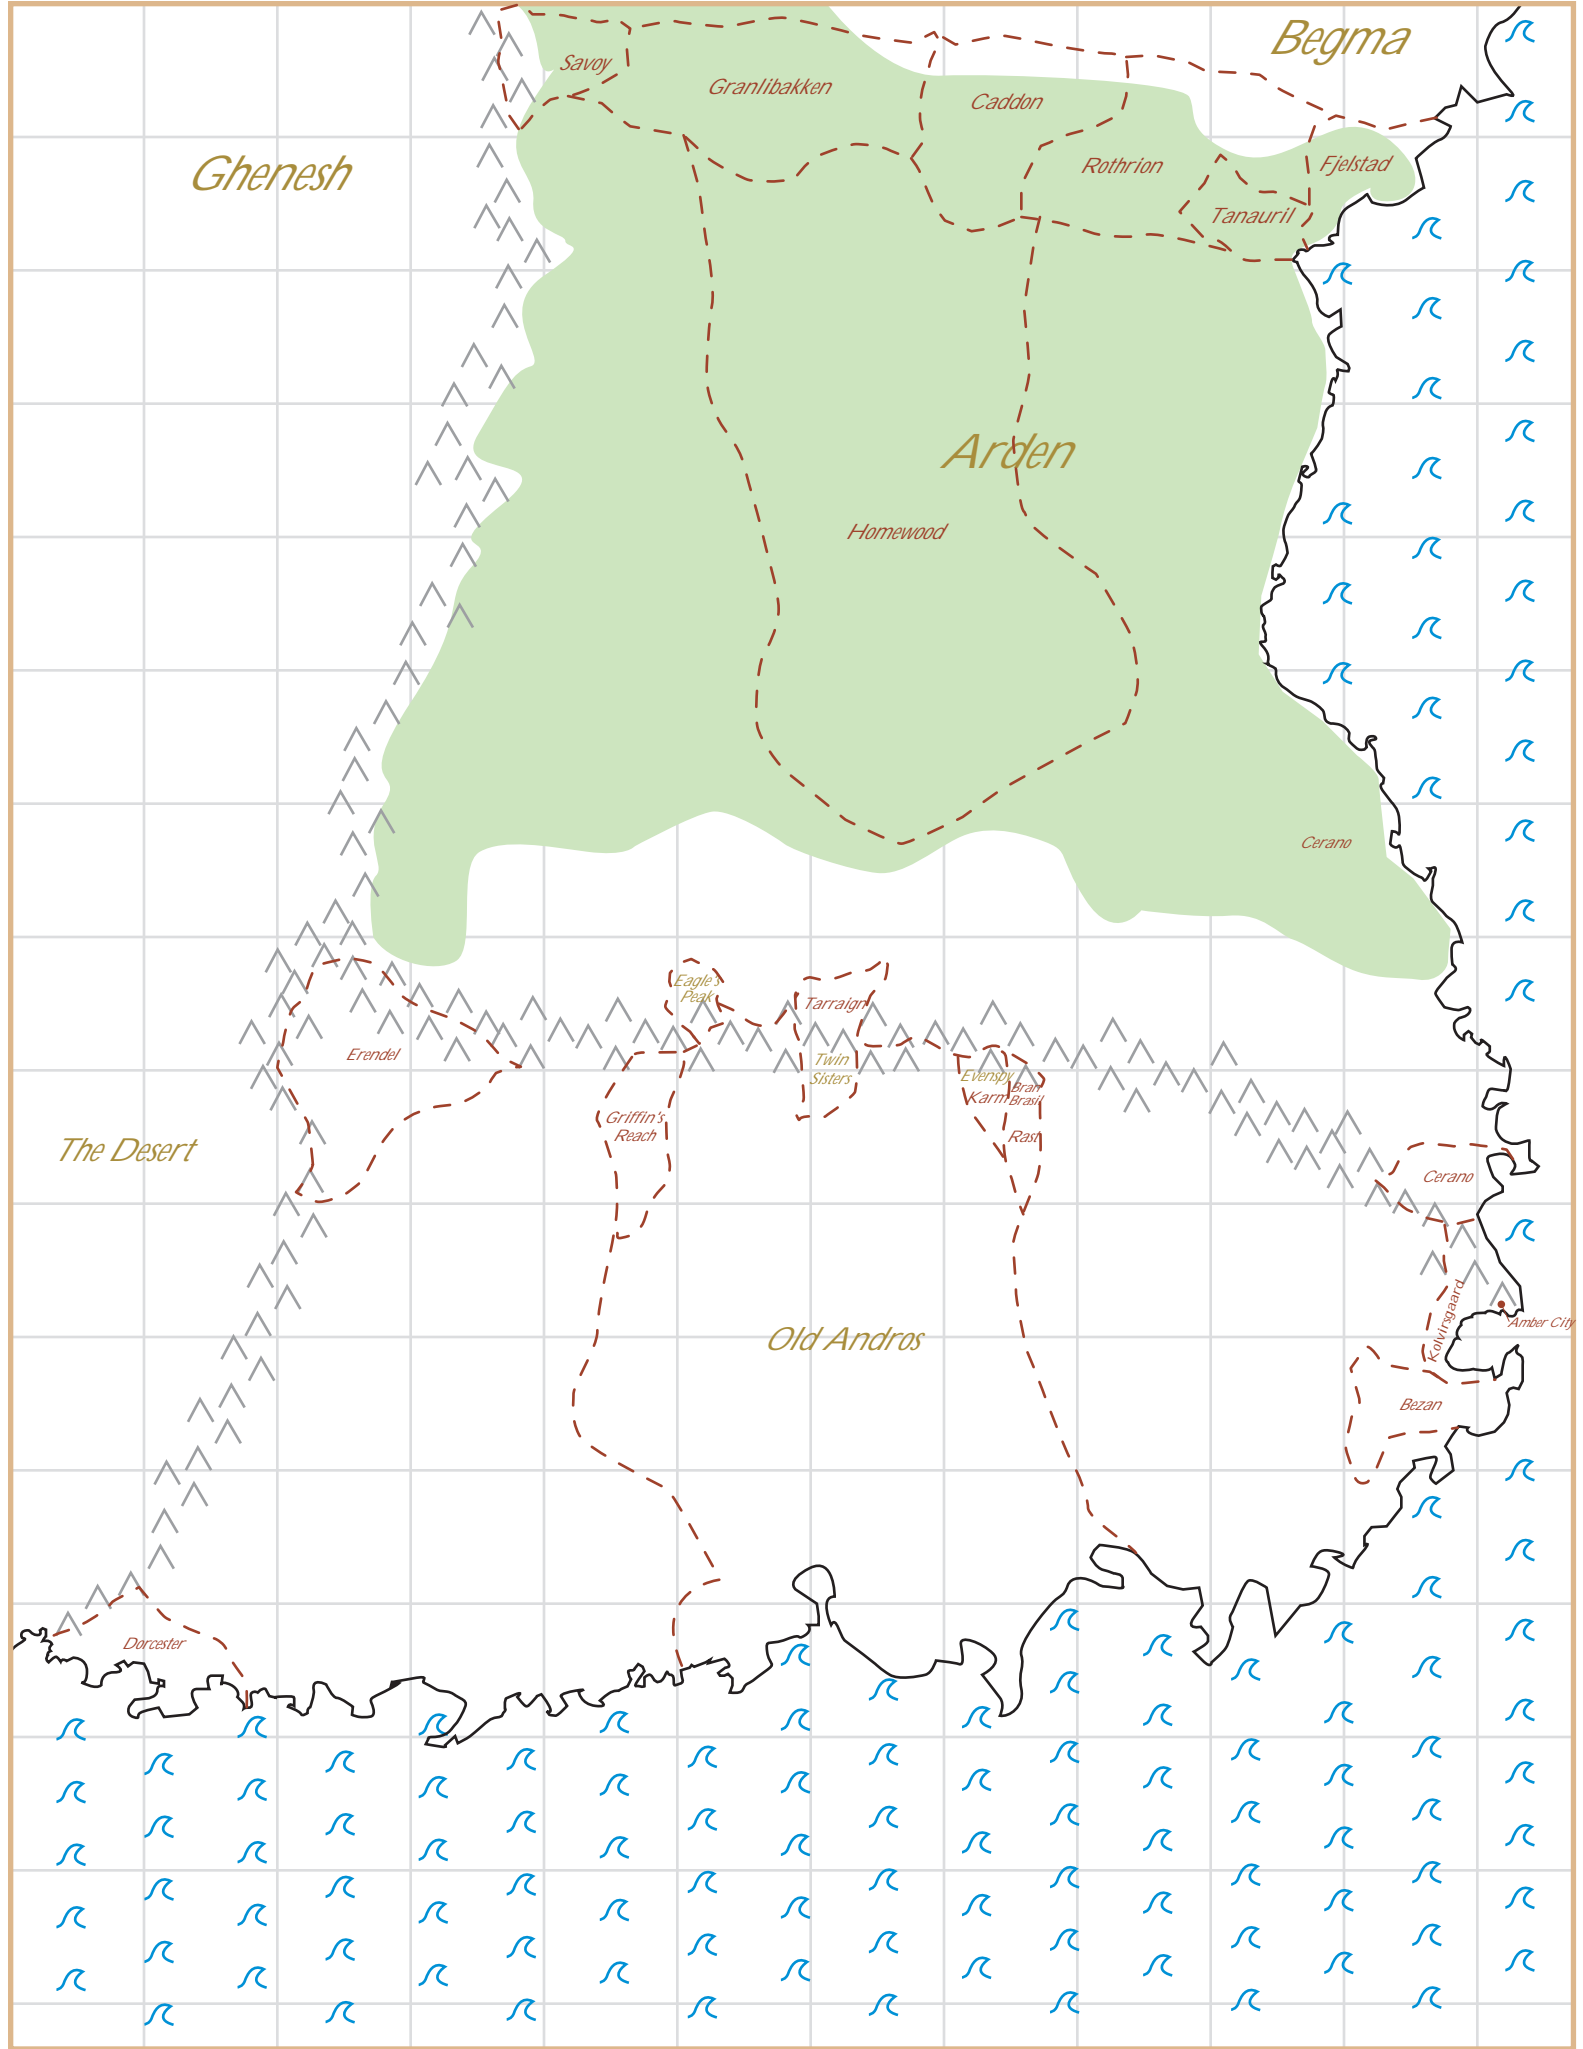 Begma
Savoy
Granlibakken
Caddon
Ghenesh
Rothrion
Fjelstad
Tanauril
Arden
Homewood
Cerano
Eagle's
Peak
Tarraign
Erendel
Twin
Sisters
Evenspy
Karm
Bran
Brasil
Griffin's
Reach
Rast
The Desert
Cerano
Kolvirsgaard
Amber City
Old Andros
Bezan
Dorcester